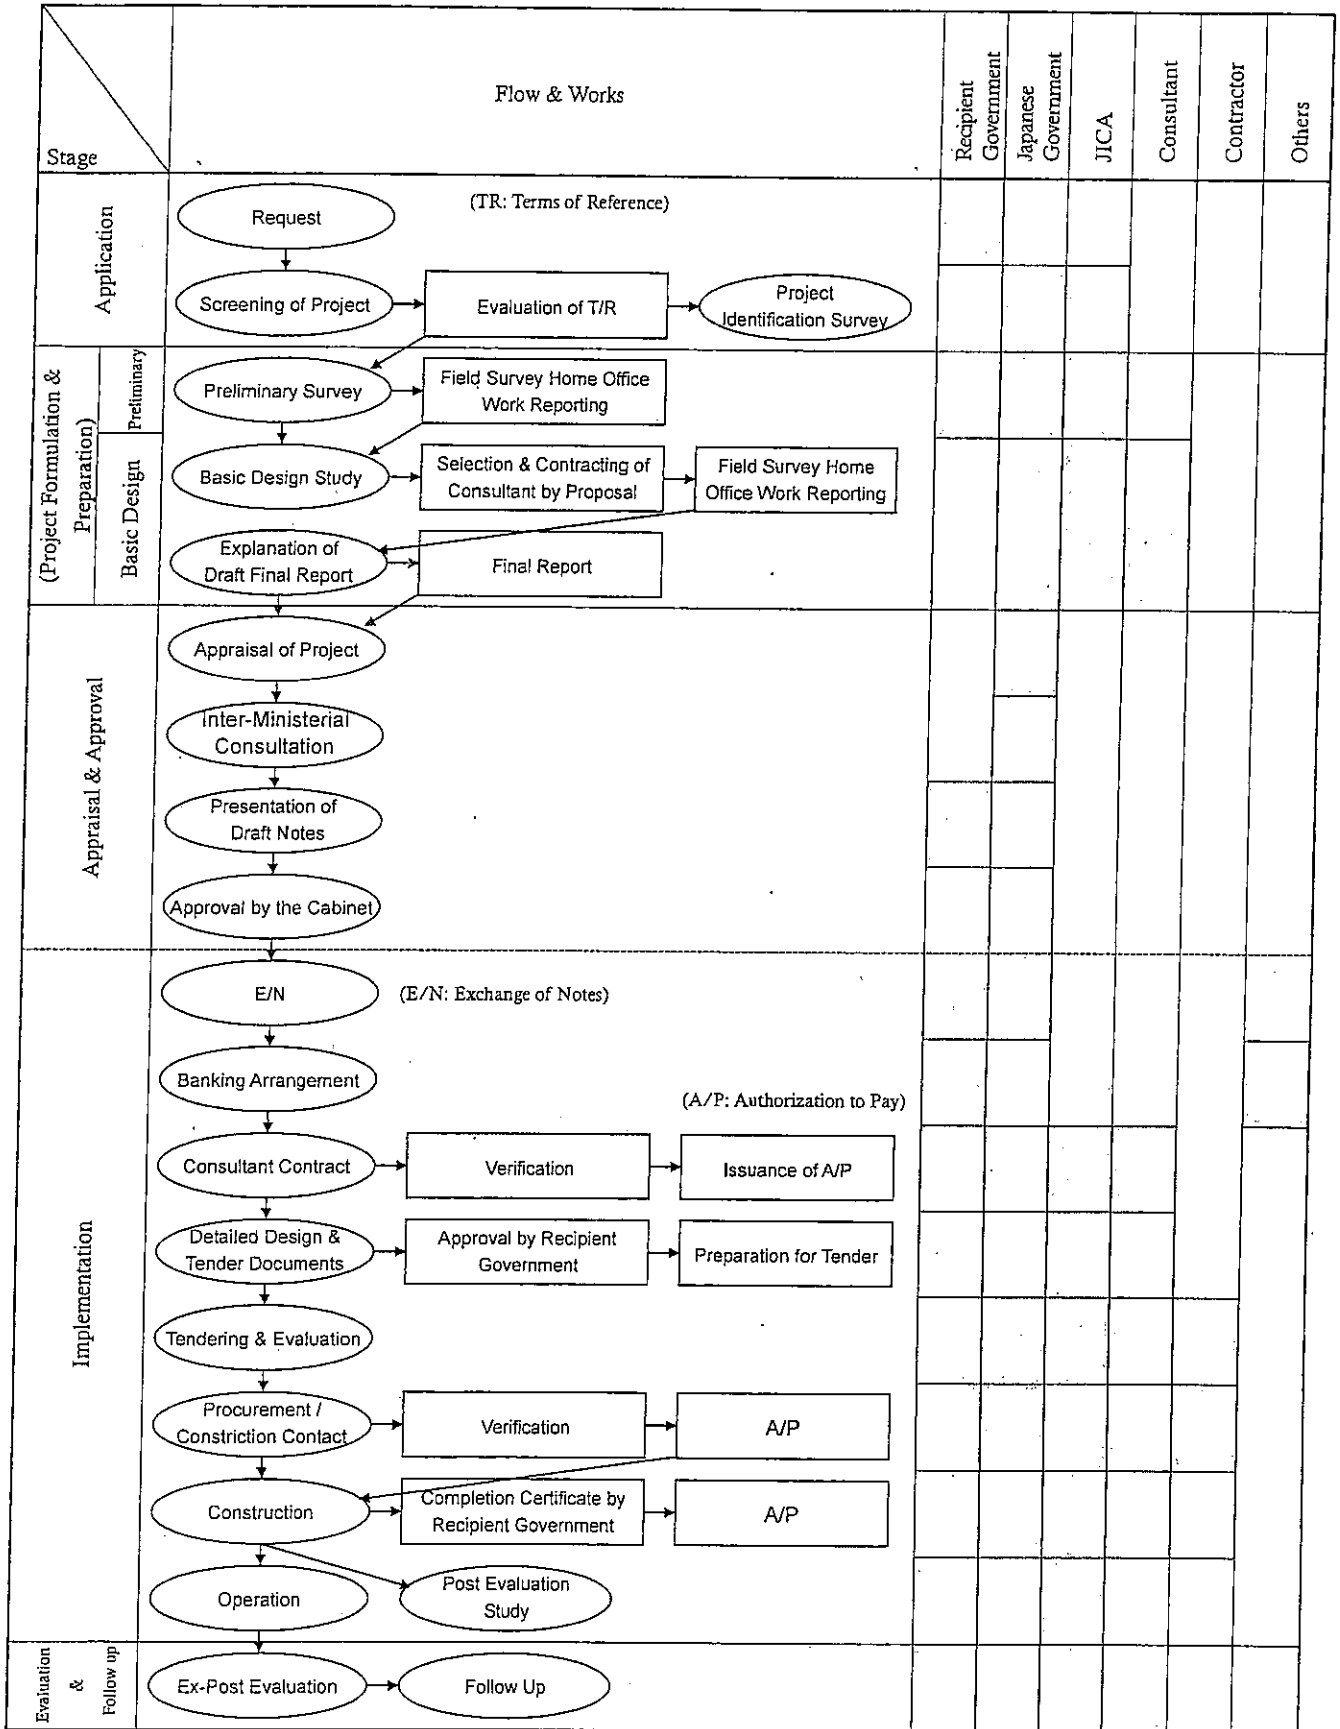 Stage
Flow & Works
Recipient
Government
Japanese
Government
JICA
Consultant
Contractor
Others
Application
Request
(TR: Terms of Reference)
Screening of Project
Evaluation of T/R
Project
Identification Survey
(Project Formulation &
Preparation)
Preliminary
Preliminary Survey
Field Survey Home Office
Work Reporting
Basic Design
Basic Design Study
Selection & Contracting of
Consultant by Proposal
Field Survey Home
Office Work Reporting
Explanation of
Draft Final Report
Final Report
Appraisal & Approval
Appraisal of Project
Inter-Ministerial
Consultation
Presentation of
Draft Notes
Approval by the Cabinet
Implementation
E/N
(E/N: Exchange of Notes)
Banking Arrangement
(A/P: Authorization to Pay)
Consultant Contract
Verification
Issuance of A/P
Detailed Design &
Tender Documents
Approval by Recipient
Government
Preparation for Tender
Tendering & Evaluation
Procurement /
Constriction Contact
Verification
A/P
Construction
Completion Certificate by
Recipient Government
A/P
Operation
Post Evaluation
Study
Evaluation
&
Follow up
Ex-Post Evaluation
Follow Up